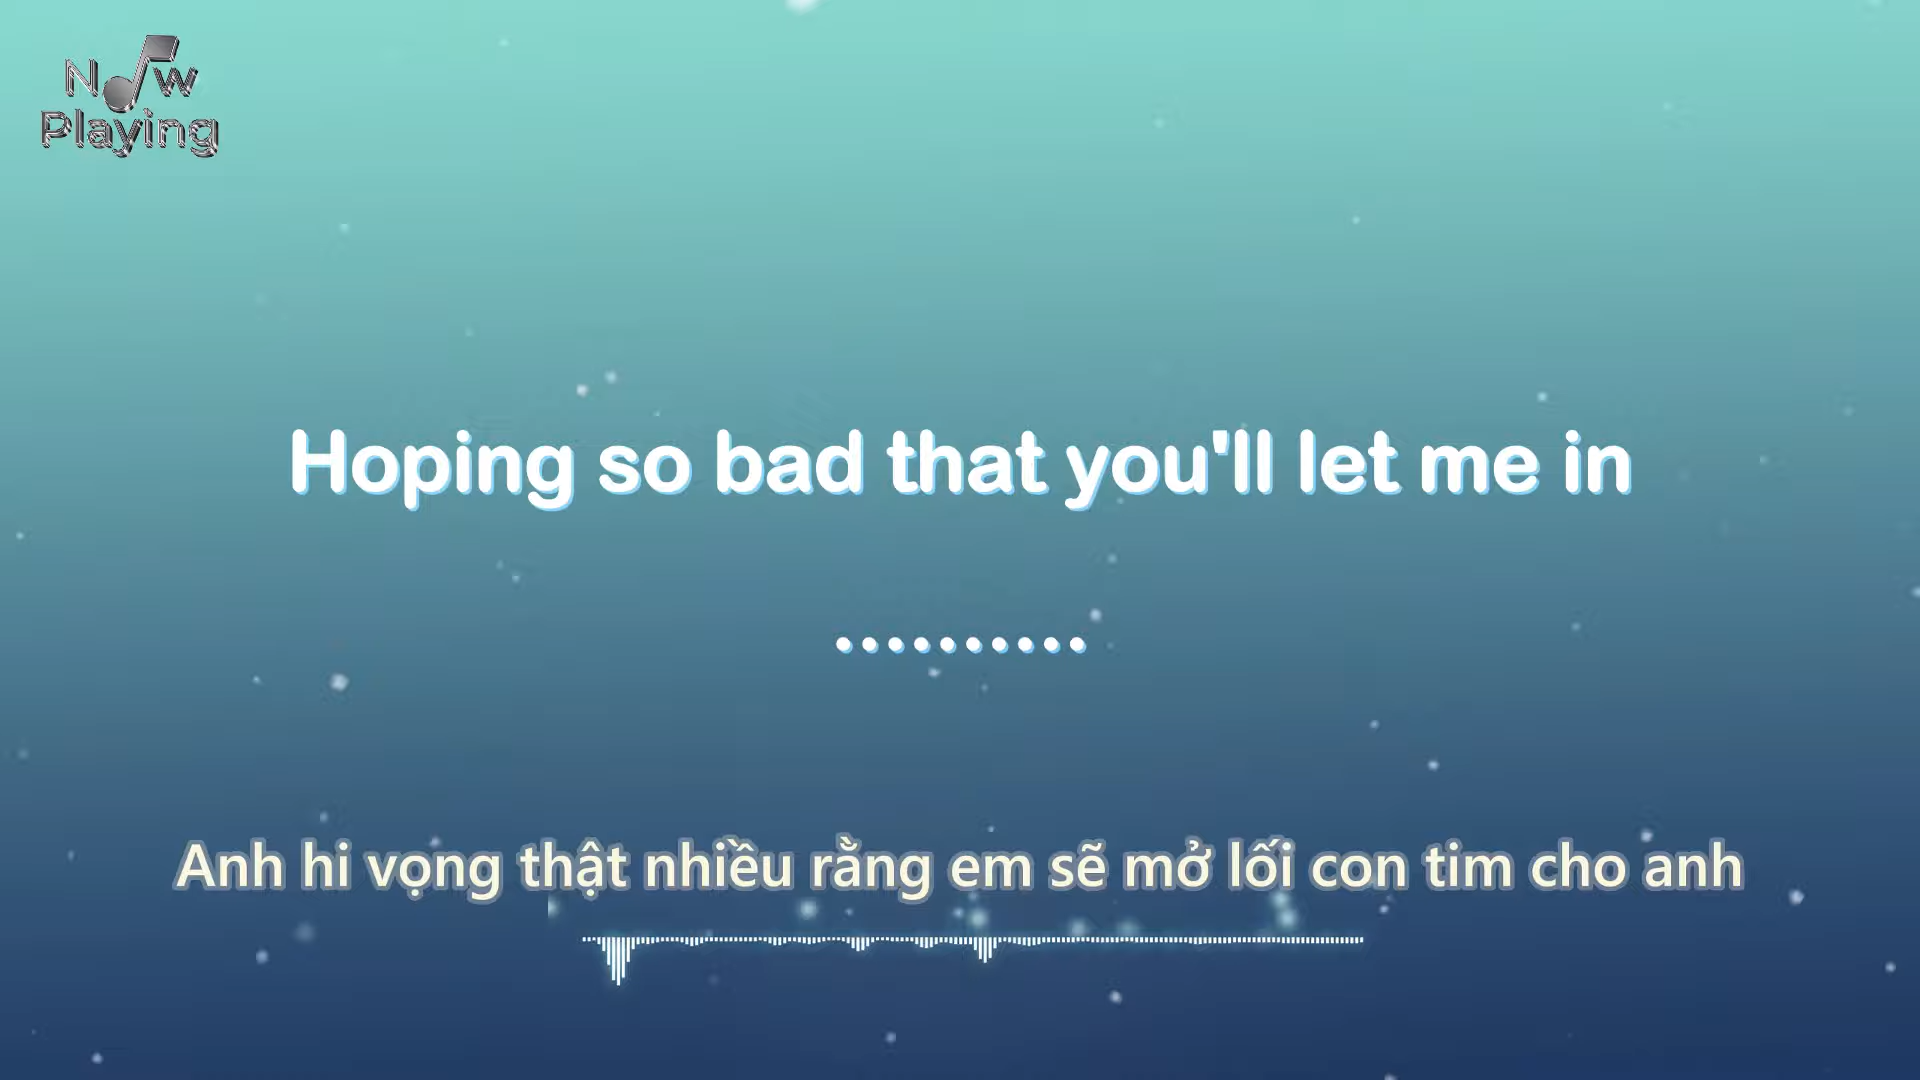 Now
Playing
Hoping so bad that you'll let me in
..........
Anh hi vọng thật nhiều rằng em sẽ mở lối con tim cho anh